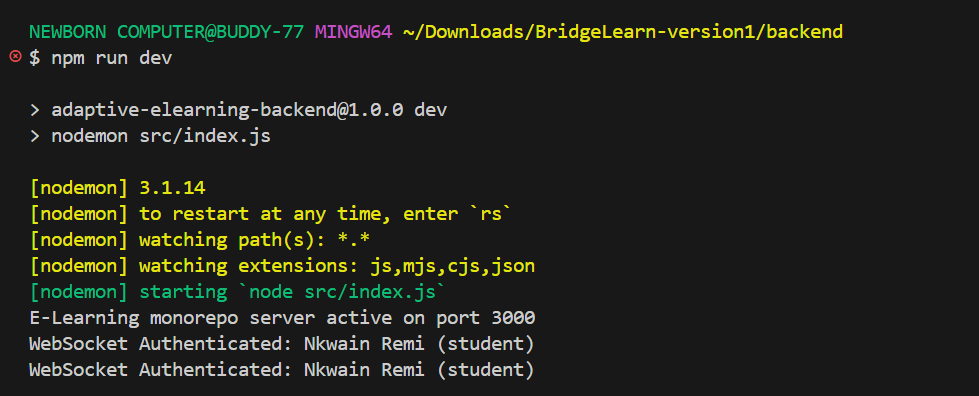 NEWBORN COMPUTER@BUDDY-77 MINGW64 ~/Downloads/BridgeLearn-version1/backend
$ npm run dev
> adaptive-elearning-backend@1.0.0 dev
> nodemon src/index.js
[nodemon] 3.1.14
[nodemon] to restart at any time, enter `rs`
[nodemon] watching path(s): *.*
[nodemon] watching extensions: js,mjs,cjs,json
[nodemon] starting `node src/index.js`
E-Learning monorepo server active on port 3000
WebSocket Authenticated: Nkwain Remi (student)
WebSocket Authenticated: Nkwain Remi (student)